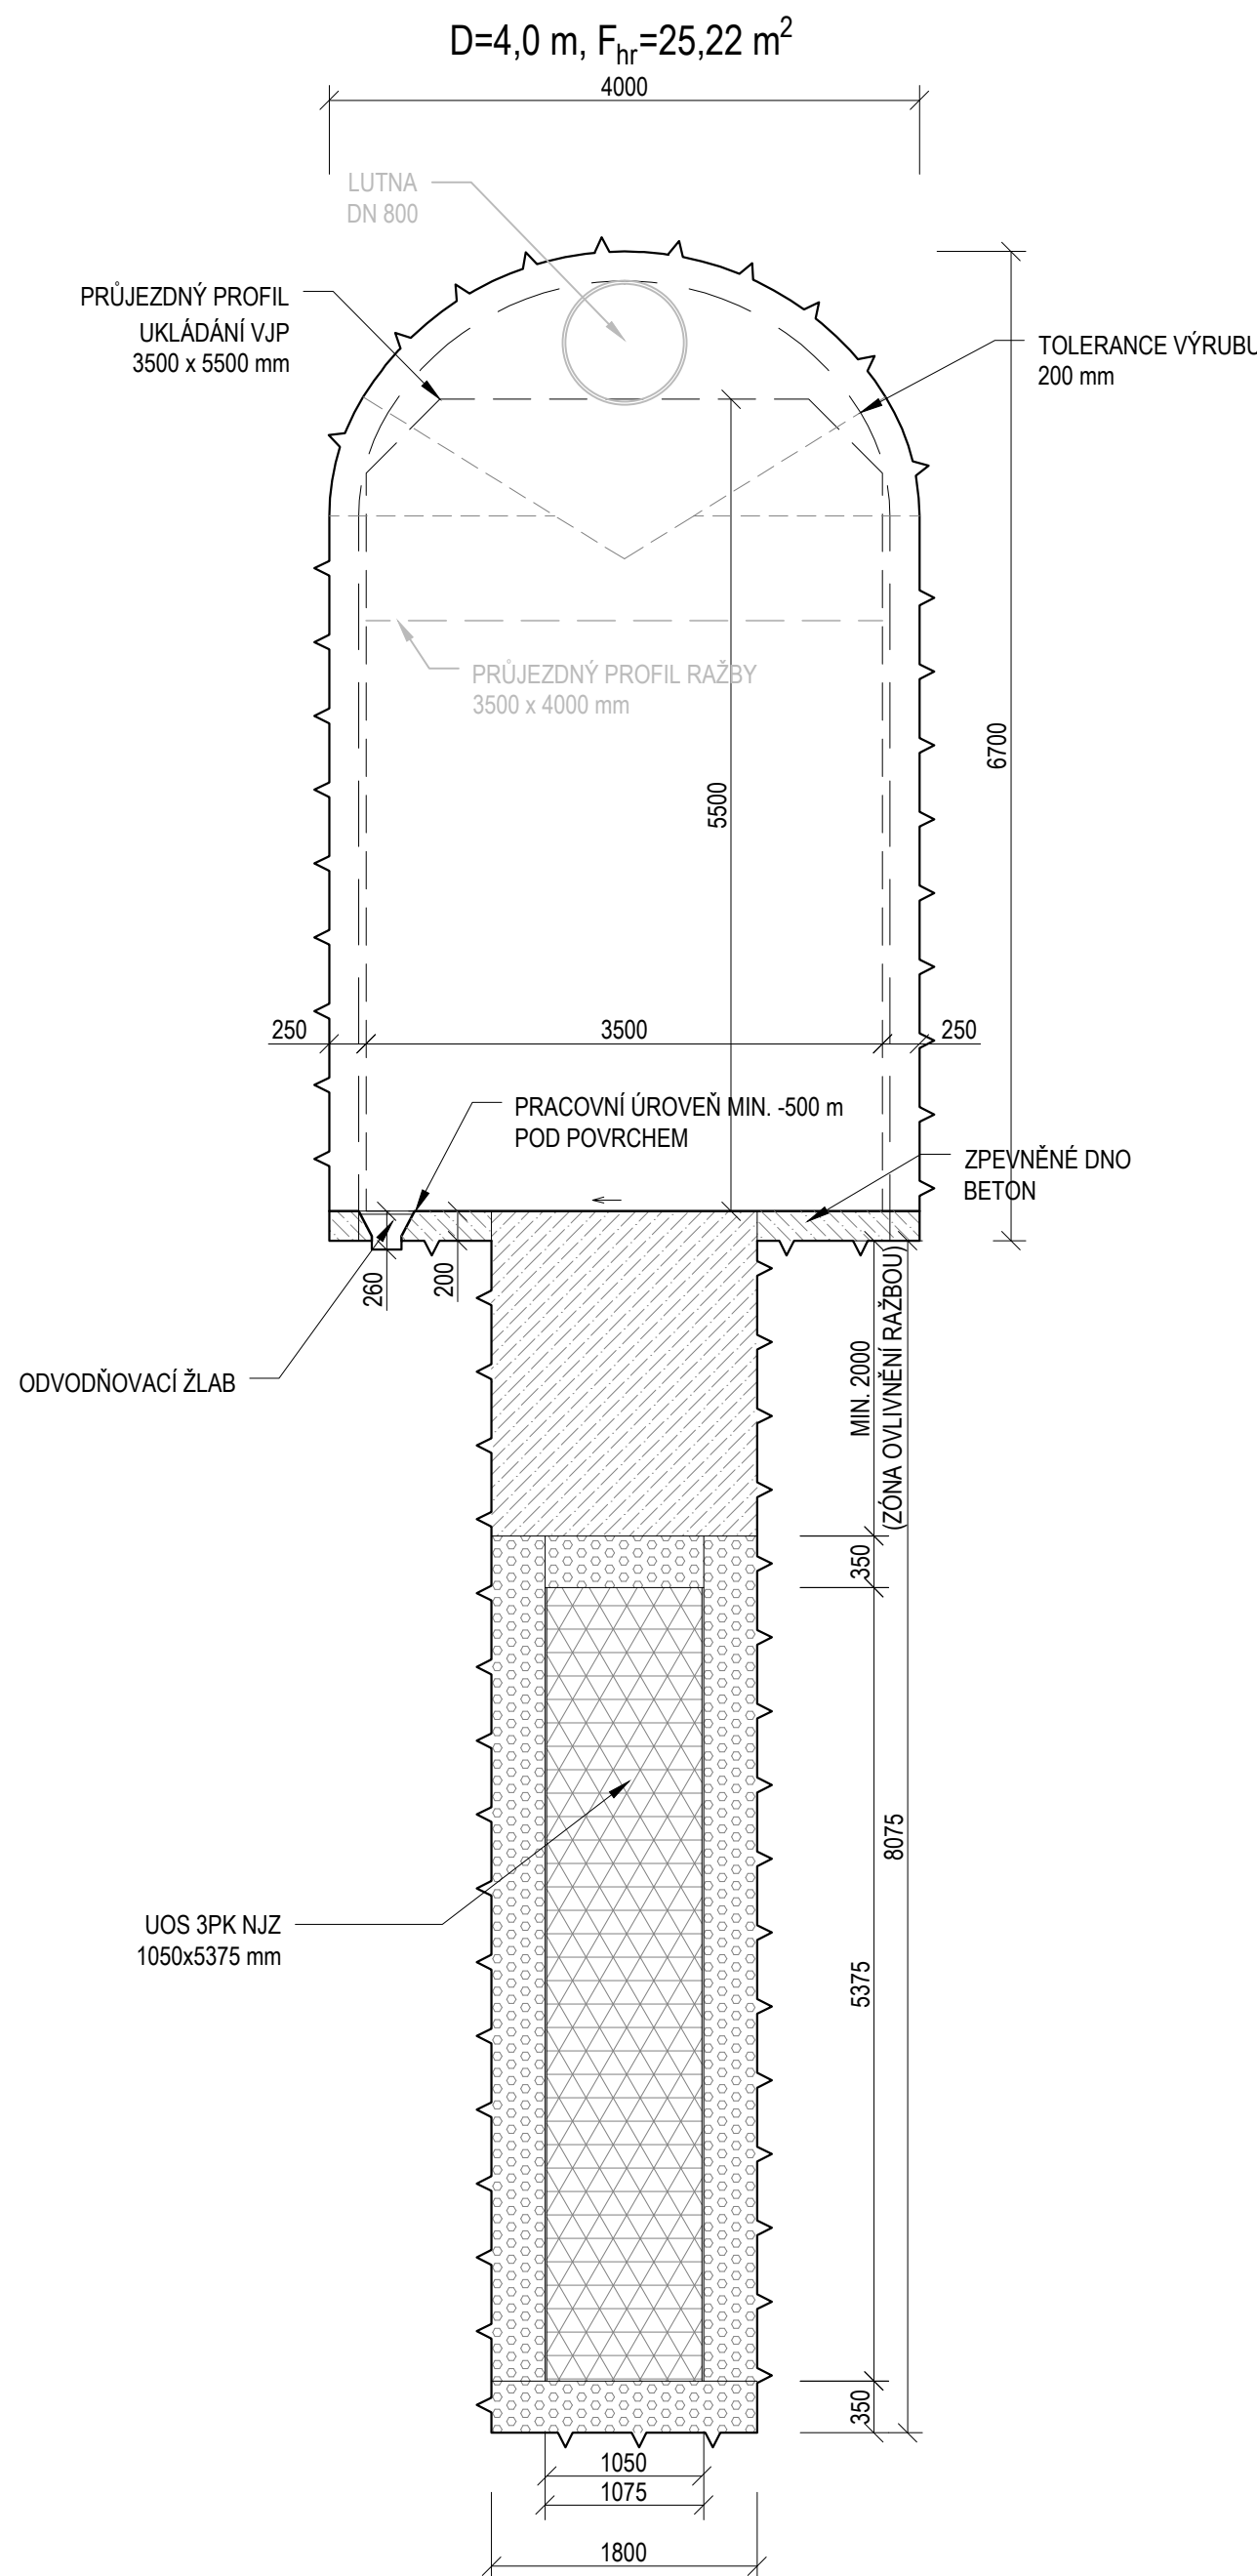 D=4,0 m, Fhr=25,22 m²
4000
LUTNA
DN 800
PRŮJEZDNÝ PROFIL
UKLÁDÁNÍ VJP
3500 x 5500 mm
TOLERANCE VÝRUBU
200 mm
PRŮJEZDNÝ PROFIL RAŽBY
3500 x 4000 mm
6700
5500
250
3500
250
PRACOVNÍ ÚROVEŇ MIN. -500 m
POD POVRCHEM
ZPEVNĚNÉ DNO
BETON
260
200
ODVODŇOVACÍ ŽLAB
MIN. 2000
(ZÓNA OVLIVNĚNÍ RAŽBOU)
350
8075
UOS 3PK NJZ
1050x5375 mm
5375
350
1050
1075
1800